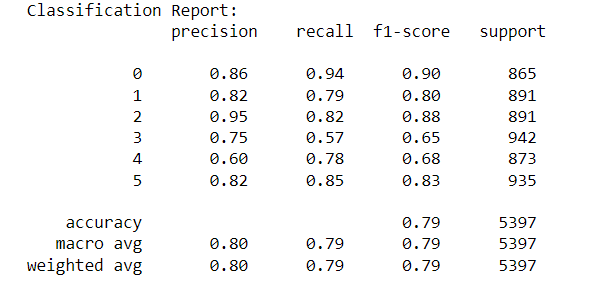 Classification Report:
precision recall f1-score support
0 0.86 0.94 0.90 865
1 0.82 0.79 0.80 891
2 0.95 0.82 0.88 891
3 0.75 0.57 0.65 942
4 0.60 0.78 0.68 873
5 0.82 0.85 0.83 935
accuracy 0.79 5397
macro avg 0.80 0.79 0.79 5397
weighted avg 0.80 0.79 0.79 5397